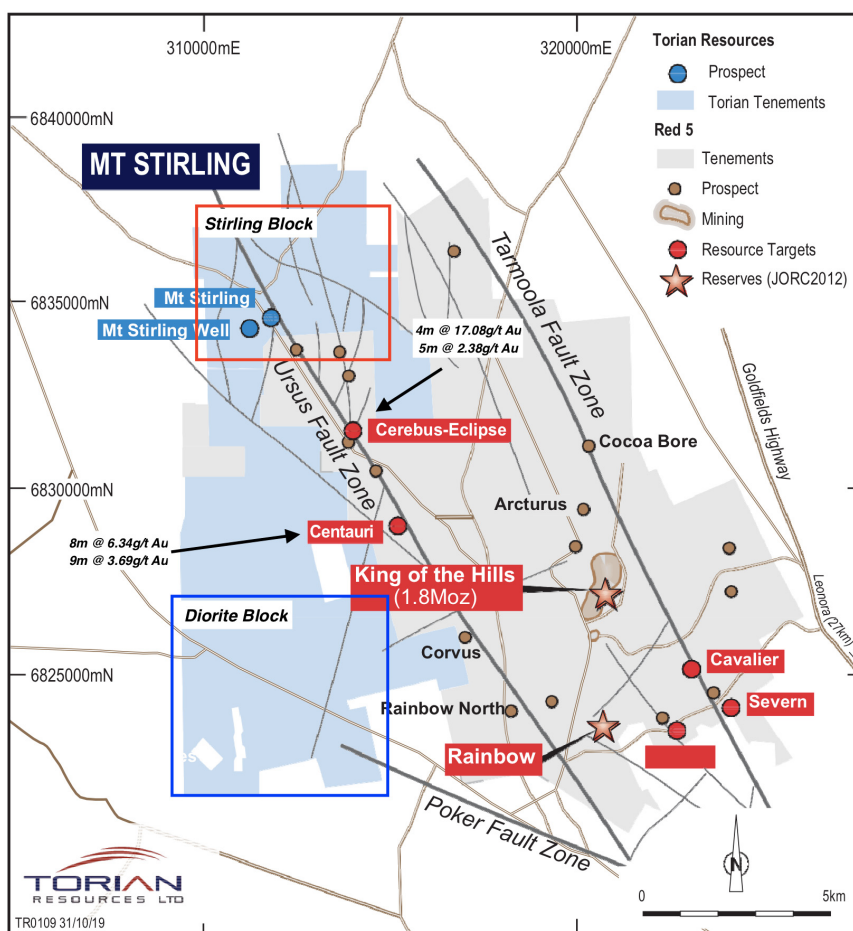 310000mE
320000mE
Torian Resources
Prospect
Torian Tenements
Red 5
Tenements
Prospect
Mining
Resource Targets
Reserves (JORC2012)
6840000mN
MT STIRLING
Stirling Block
Tarmoola Fault Zone
6835000mN
Mt Stirling
Mt Stirling Well
4m @ 17.08g/t Au
5m @ 2.38g/t Au
Ursus Fault Zone
Goldfields Highway
Cerebus-Eclipse
Cocoa Bore
6830000mN
Arcturus
Centauri
8m @ 6.34g/t Au
9m @ 3.69g/t Au
King of the Hills
(1.8Moz)
Leonora (27km)
Diorite Block
Corvus
6825000mN
Cavalier
Rainbow North
Severn
Rainbow
es
Poker Fault Zone
N
TORIAN
RESOURCES LTD
0
5km
TR0109 31/10/19